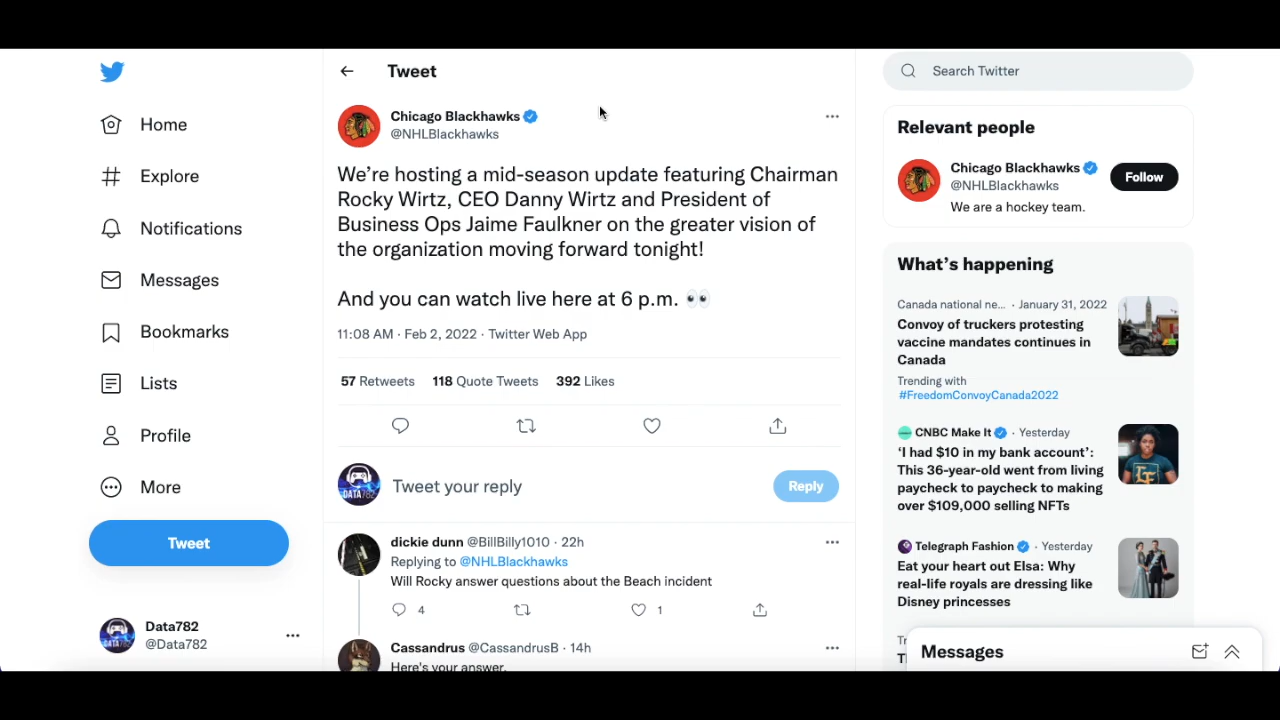 Home
Explore
Notifications
Messages
Bookmarks
Lists
Profile
More
Tweet
Data782
@Data782
Tweet
Chicago Blackhawks
@NHLBlackhawks
We’re hosting a mid-season update featuring Chairman
Rocky Wirtz, CEO Danny Wirtz and President of
Business Ops Jaime Faulkner on the greater vision of
the organization moving forward tonight!
And you can watch live here at 6 p.m. 👀
11:08 AM · Feb 2, 2022 · Twitter Web App
57 Retweets 118 Quote Tweets 392 Likes
DATA782
Tweet your reply
Reply
dickie dunn @BillBilly1010 · 22h
Replying to @NHLBlackhawks
Will Rocky answer questions about the Beach incident
4 1
Cassandrus @CassandrusB · 14h
Here's your answer.
Search Twitter
Relevant people
Chicago Blackhawks
@NHLBlackhawks
Follow
We are a hockey team.
What’s happening
Canada national ne... · January 31, 2022
Convoy of truckers protesting
vaccine mandates continues in
Canada
Trending with
#FreedomConvoyCanada2022
CNBC Make It · Yesterday
‘I had $10 in my bank account’:
This 36-year-old went from living
paycheck to paycheck to making
over $109,000 selling NFTs
Telegraph Fashion · Yesterday
Eat your heart out Elsa: Why
real-life royals are dressing like
Disney princesses
Messages